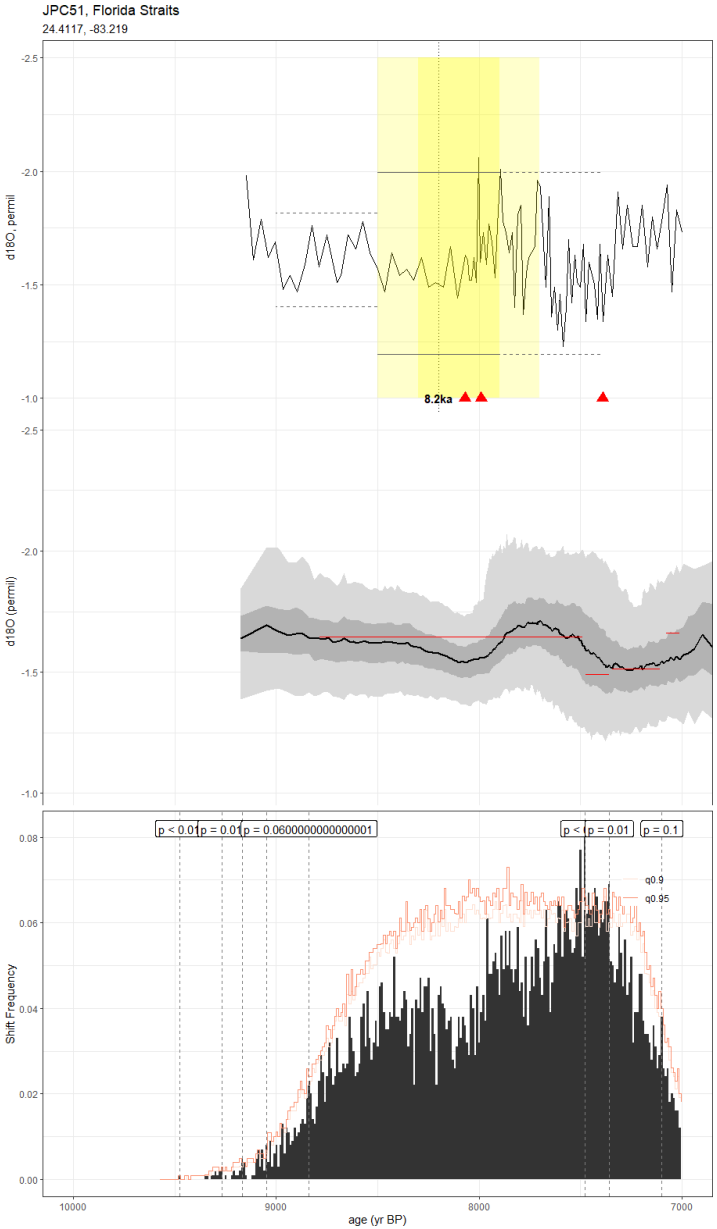 JPC51, Florida Straits
24.4117, -83.219
-2.5
-2.0
-1.5
-1.0
d18O, permil
8.2ka
-2.5
-2.0
-1.5
-1.0
d18O (permil)
p < 0.01
p = 0.01
p = 0.0600000000000001
p <
p = 0.01
p = 0.1
0.08
0.06
0.04
0.02
0.00
Shift Frequency
q0.9
q0.95
10000
9000
8000
7000
age (yr BP)